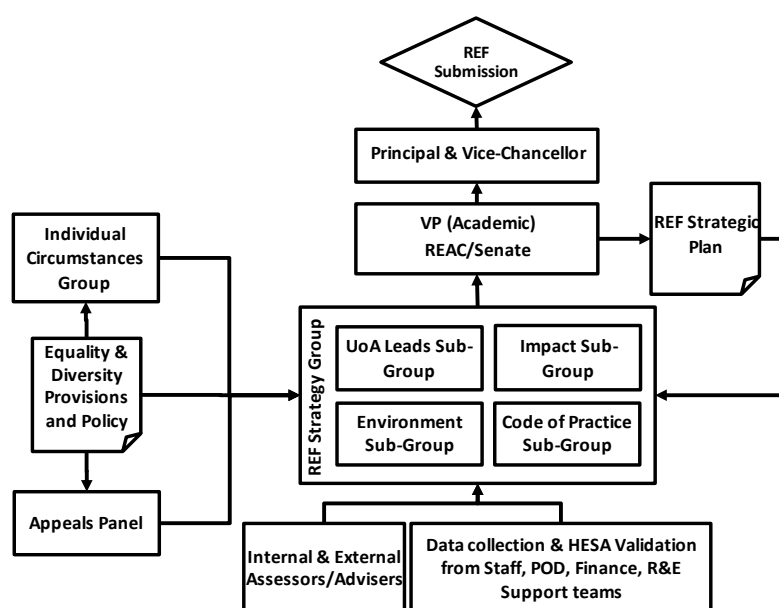 REF
Submission
Principal & Vice-Chancellor
VP (Academic)
REAC/Senate
REF Strategic
Plan
Individual
Circumstances
Group
Equality &
Diversity
Provisions
and Policy
Appeals Panel
REF Strategy Group
UoA Leads Sub-
Group
Impact Sub-
Group
Environment
Sub-Group
Code of Practice
Sub-Group
Internal & External
Assessors/Advisers
Data collection & HESA Validation
from Staff, POD, Finance, R&E
Support teams